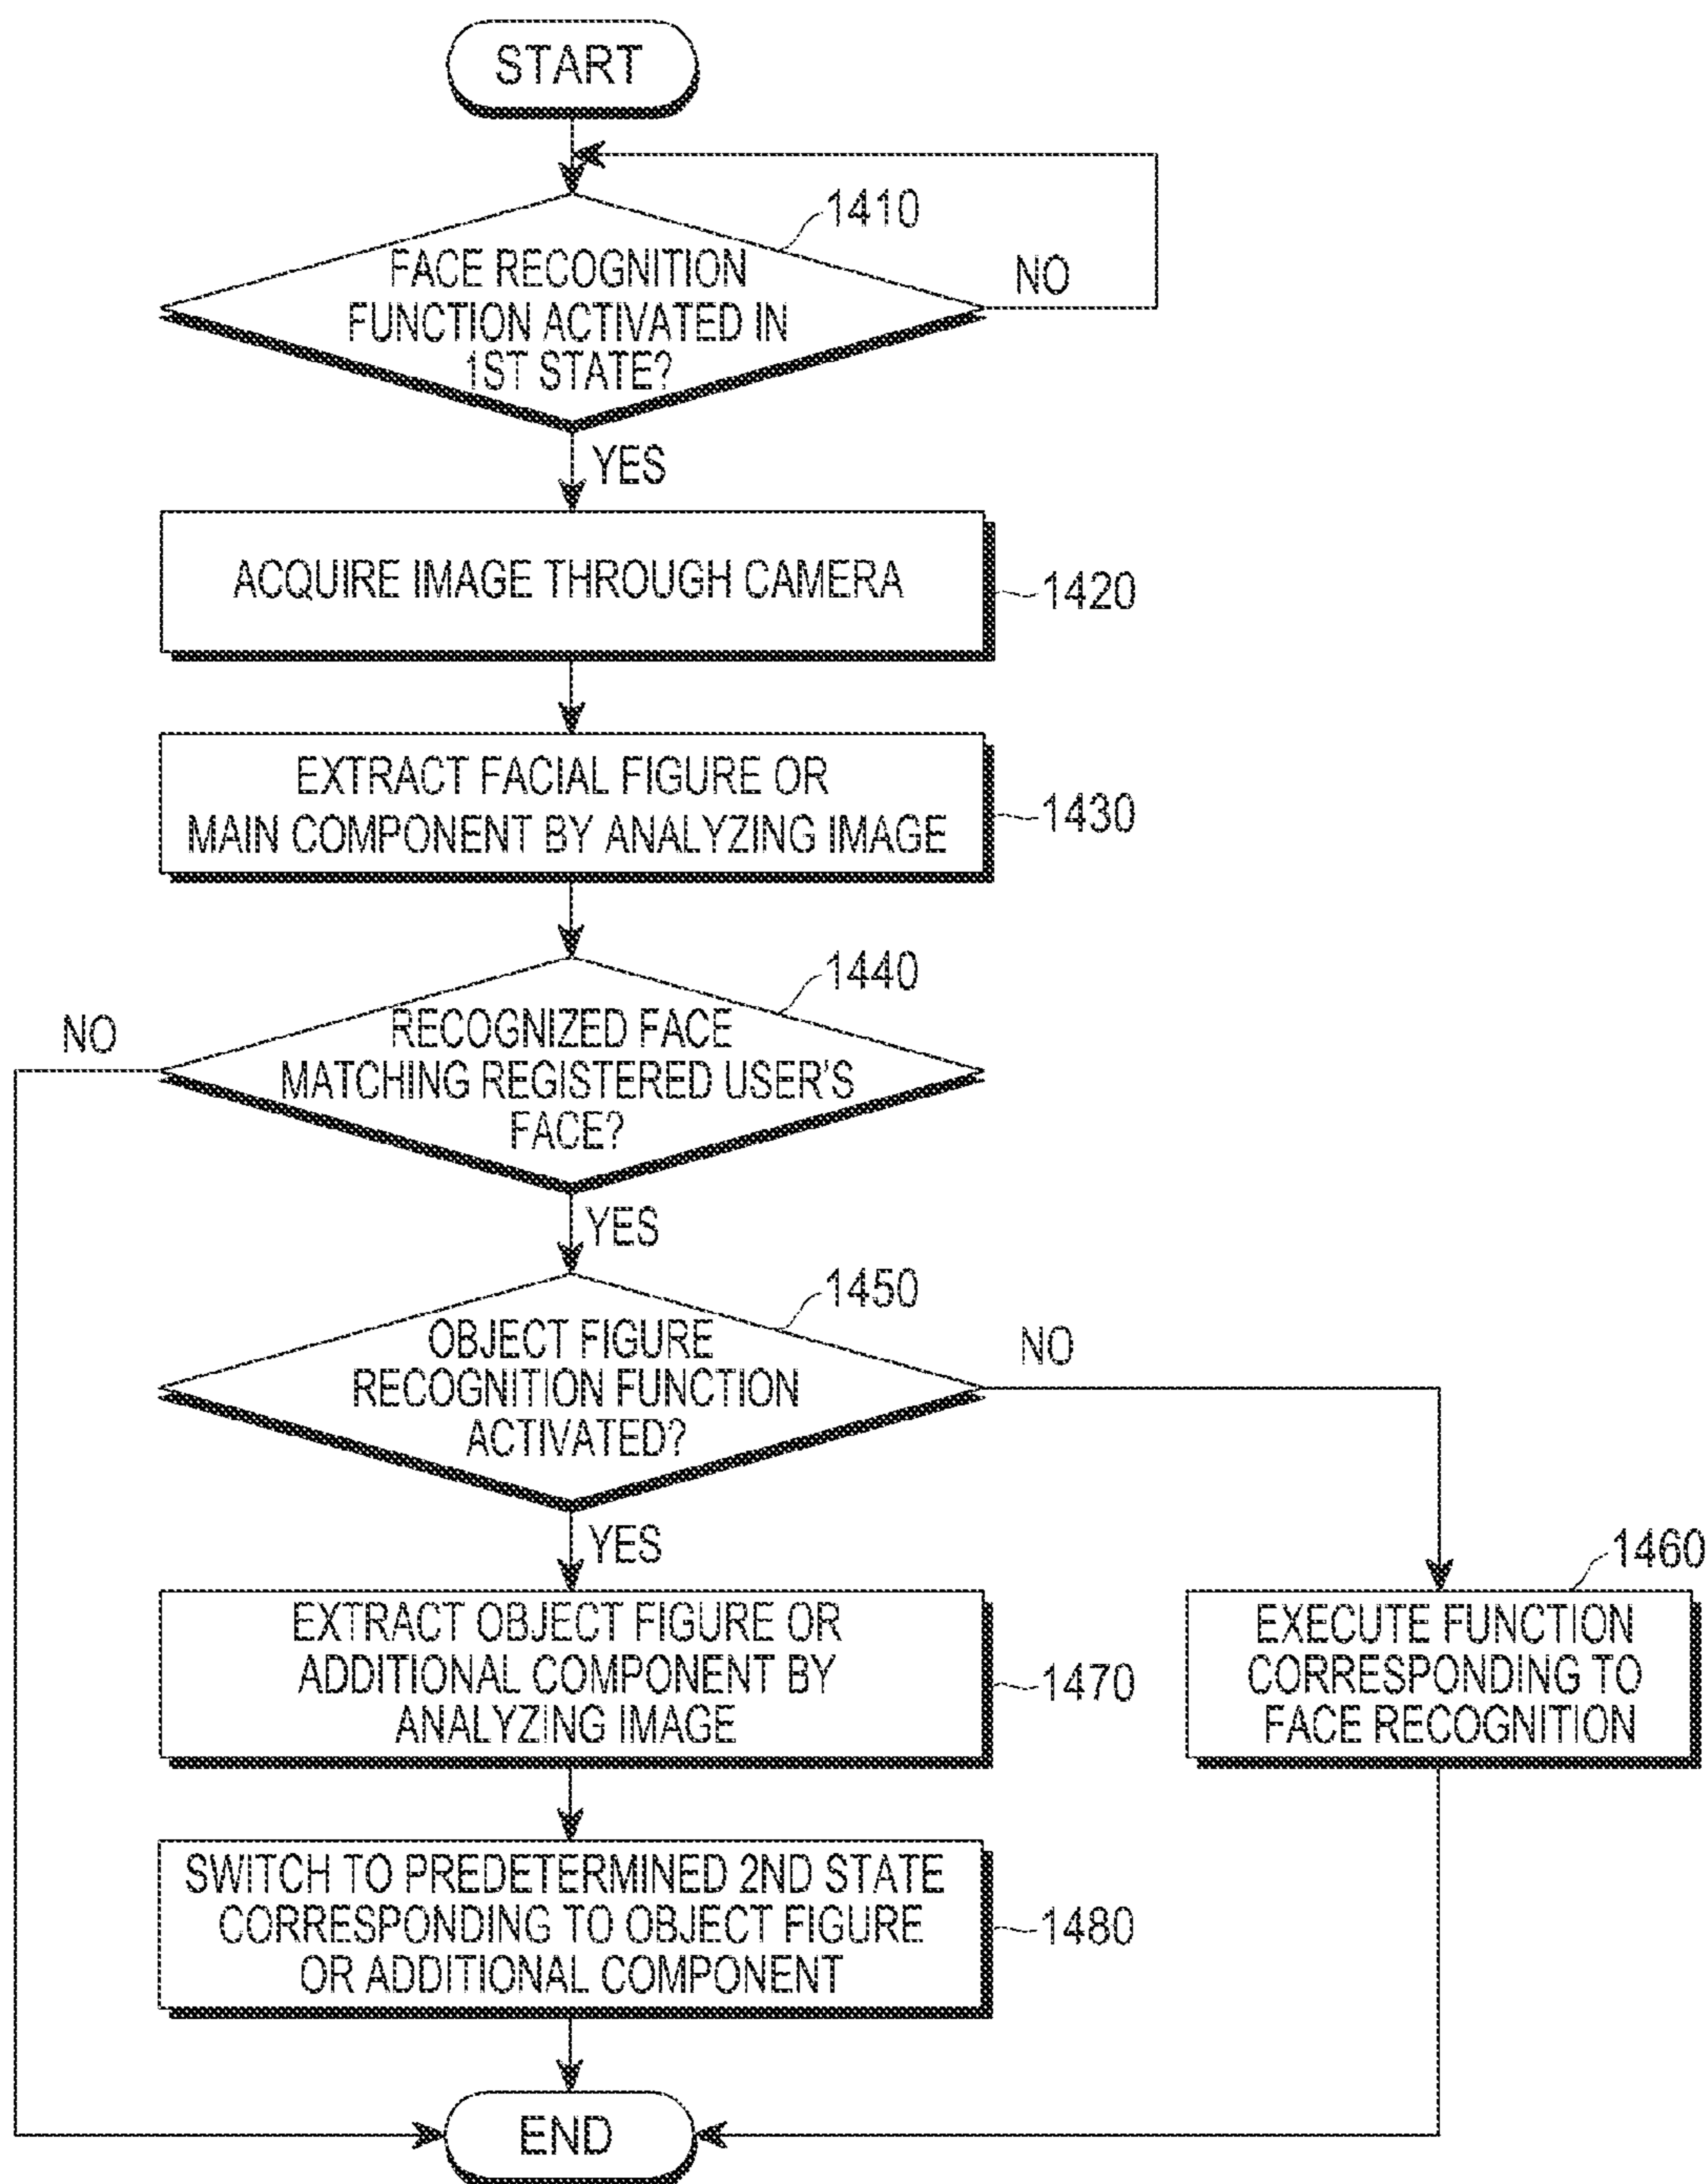 START
1410
FACE RECOGNITION
FUNCTION ACTIVATED IN
1ST STATE?
NO
YES
ACQUIRE IMAGE THROUGH CAMERA
1420
EXTRACT FACIAL FIGURE OR
MAIN COMPONENT BY ANALYZING IMAGE
1430
1440
RECOGNIZED FACE
MATCHING REGISTERED USER'S
FACE?
NO
YES
1450
OBJECT FIGURE
RECOGNITION FUNCTION
ACTIVATED?
NO
YES
1460
EXECUTE FUNCTION
CORRESPONDING TO
FACE RECOGNITION
EXTRACT OBJECT FIGURE OR
ADDITIONAL COMPONENT BY
ANALYZING IMAGE
1470
SWITCH TO PREDETERMINED 2ND STATE
CORRESPONDING TO OBJECT FIGURE
OR ADDITIONAL COMPONENT
1480
END